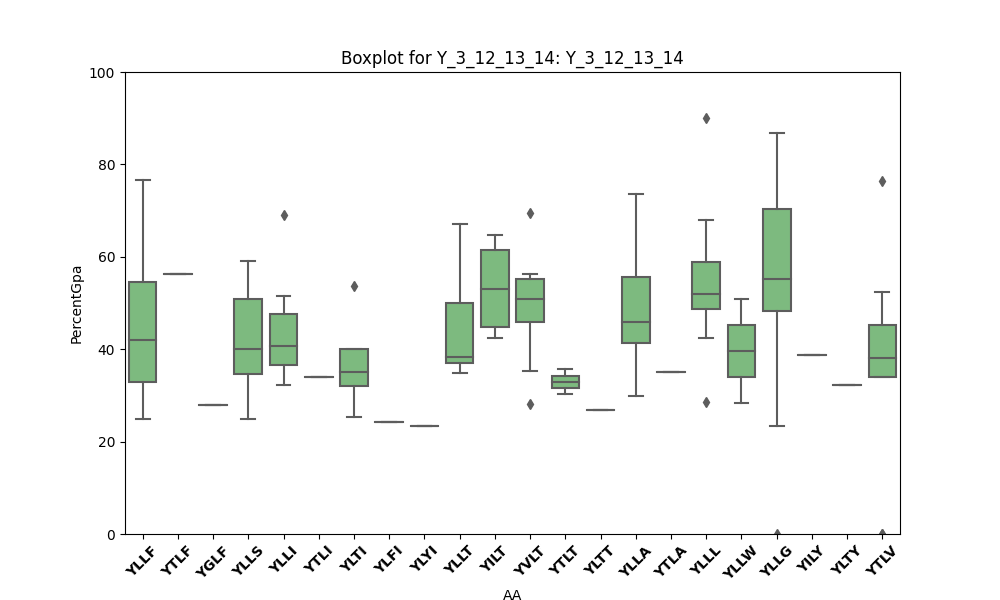 Boxplot for Y_3_12_13_14: Y_3_12_13_14
100
80
60
40
20
0
PercentGpa
YLLF YTLF YGLF YLLS YLLI YTLI YLTI YLFI YLYI YLLT YILT YVLT YTLT YLTT YLLA YTLA YLLL YLLW YLLG YILY YLTY YTLV
AA